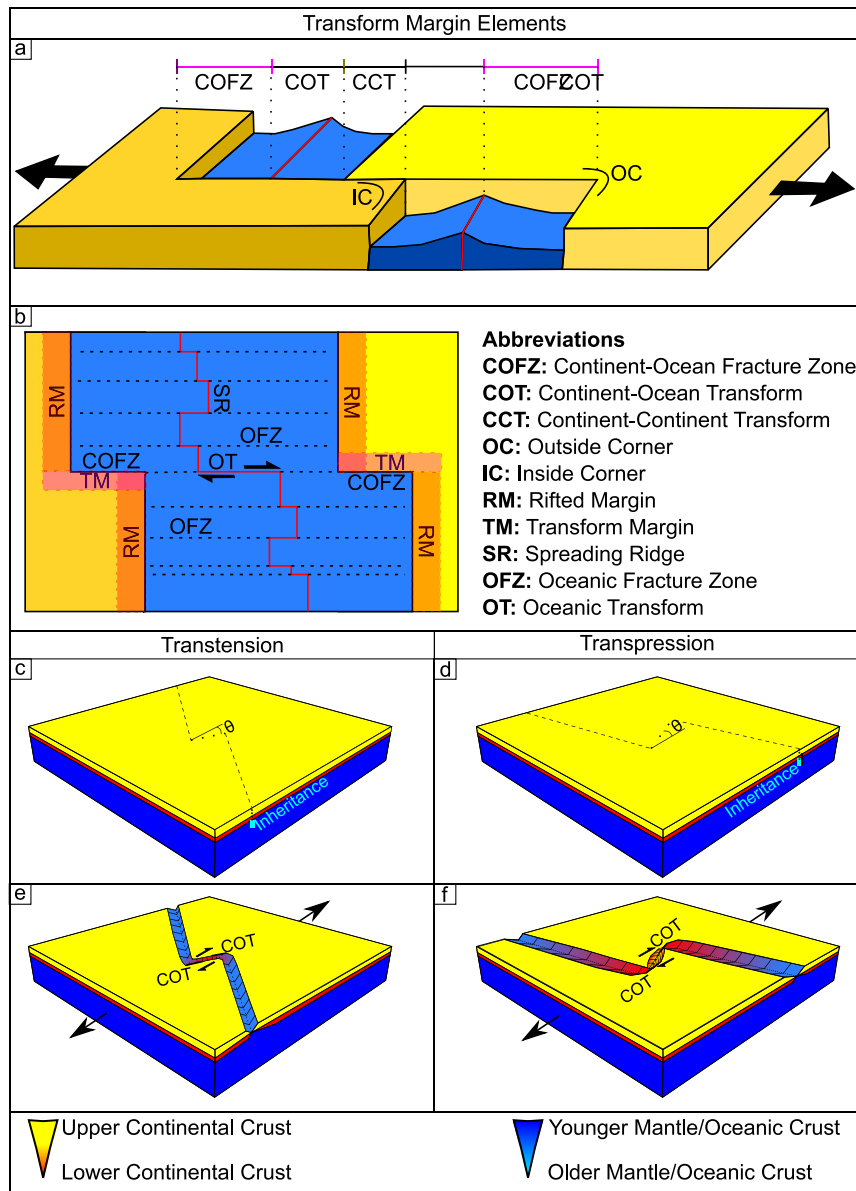 Transform Margin Elements
a
COFZ COT CCT COFZ COT
IC OC
b
RM SR RM
OFZ
COFZ OT TM
TM COFZ
OFZ
RM RM
Abbreviations
COFZ: Continent-Ocean Fracture Zone
COT: Continent-Ocean Transform
CCT: Continent-Continent Transform
OC: Outside Corner
IC: Inside Corner
RM: Rifted Margin
TM: Transform Margin
SR: Spreading Ridge
OFZ: Oceanic Fracture Zone
OT: Oceanic Transform
Transtension
Transpression
c
θ
Inheritance
d
θ
Inheritance
e
COT
COT
f
COT
COT
Upper Continental Crust
Lower Continental Crust
Younger Mantle/Oceanic Crust
Older Mantle/Oceanic Crust